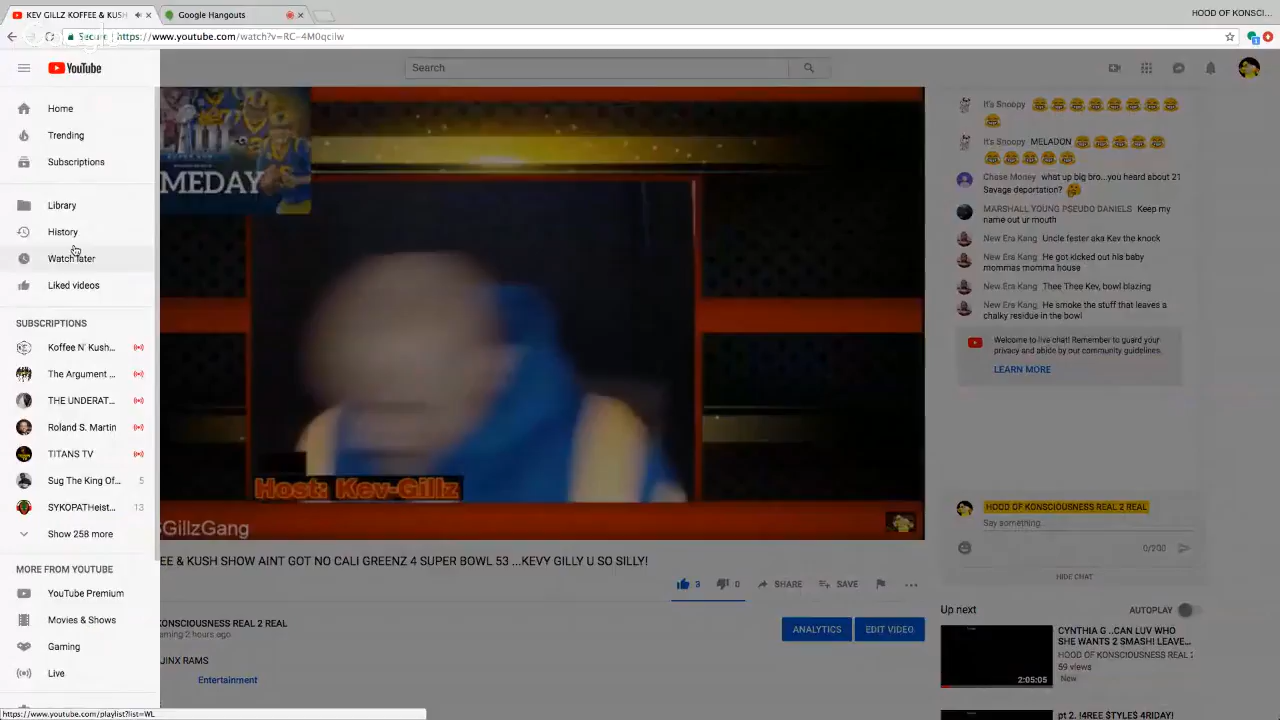 KEV GILLZ KOFFEE & KUSH
Google Hangouts
HOOD OF KONSCI...
Secure
https://www.youtube.com/watch?v=RC-4M0qcilw
YouTube
Search
Home
Trending
Subscriptions
Library
History
Watch later
Liked videos
SUBSCRIPTIONS
Koffee N' Kush...
The Argument ...
THE UNDERAT...
Roland S. Martin
TITANS TV
Sug The King Of... 5
SYKOPATHeist... 13
Show 258 more
MORE FROM YOUTUBE
YouTube Premium
Movies & Shows
Gaming
Live
https://www.youtube.com/playlist?list=WL
MEDAY
Host: Kev-Gillz
GillzGang
EE & KUSH SHOW AINT GOT NO CALI GREENZ 4 SUPER BOWL 53 ...KEVY GILLY U SO SILLY!
3 0 SHARE SAVE
KONSCIOUSNESS REAL 2 REAL
aming 2 hours ago
ANALYTICS EDIT VIDEO
JINX RAMS
Entertainment
It's Snoopy 😂😂😂😂😂😂😂😂
😂
It's Snoopy MELADON 😂😂😂😂😂
😂😂😂😂😂
Chase Money what up big bro...you heard about 21
Savage deportation? 🤔
MARSHALL YOUNG PSEUDO DANIELS Keep my
name out ur mouth
New Era Kang Uncle fester aka Kev the knock
New Era Kang He got kicked out his baby
mommas momma house
New Era Kang Thee Thee Kev, bowl blazing
New Era Kang He smoke the stuff that leaves a
chalky residue in the bowl
Welcome to live chat! Remember to guard your
privacy and abide by our community guidelines.
LEARN MORE
HOOD OF KONSCIOUSNESS REAL 2 REAL
Say something...
0/200
HIDE CHAT
Up next AUTOPLAY
CYNTHIA G ..CAN LUV WHO
SHE WANTS 2 SMASH! LEAVE...
HOOD OF KONSCIOUSNESS REAL 2
59 views
New
2:05:05
pt 2. !4REE $TYLE$ 4RIDAY!